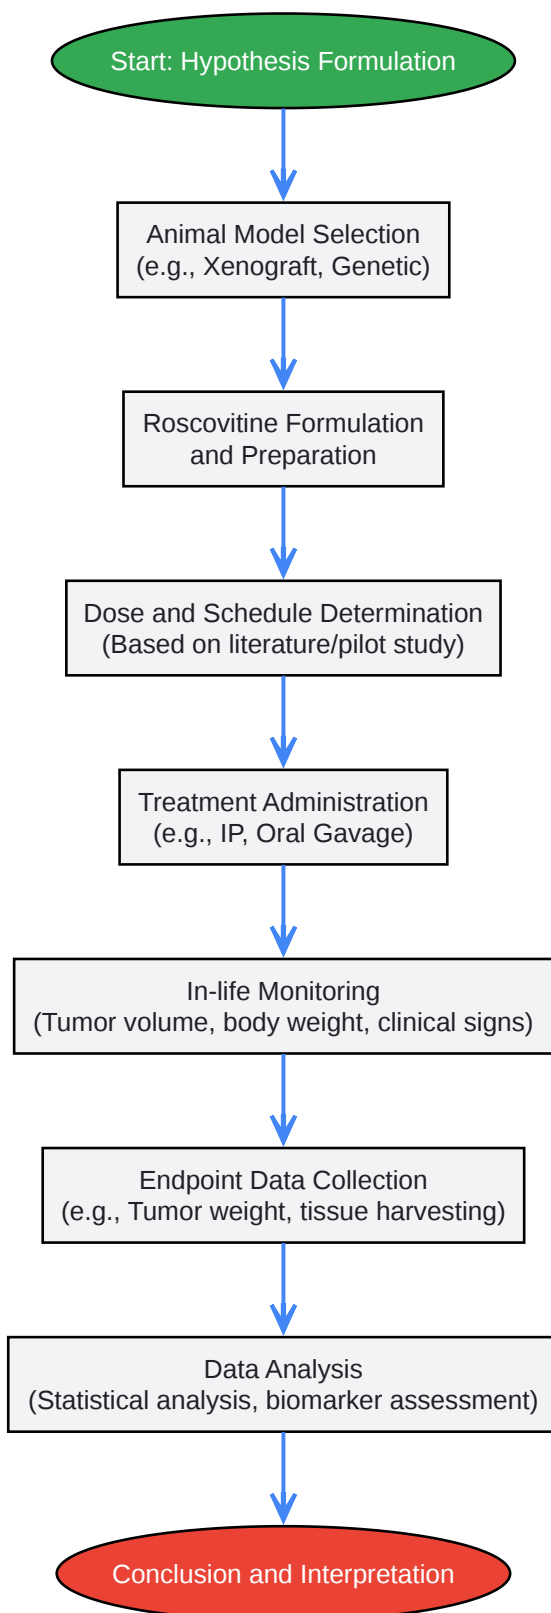 Start: Hypothesis Formulation
Animal Model Selection
(e.g., Xenograft, Genetic)
Roscovitine Formulation
and Preparation
Dose and Schedule Determination
(Based on literature/pilot study)
Treatment Administration
(e.g., IP, Oral Gavage)
In-life Monitoring
(Tumor volume, body weight, clinical signs)
Endpoint Data Collection
(e.g., Tumor weight, tissue harvesting)
Data Analysis
(Statistical analysis, biomarker assessment)
Conclusion and Interpretation